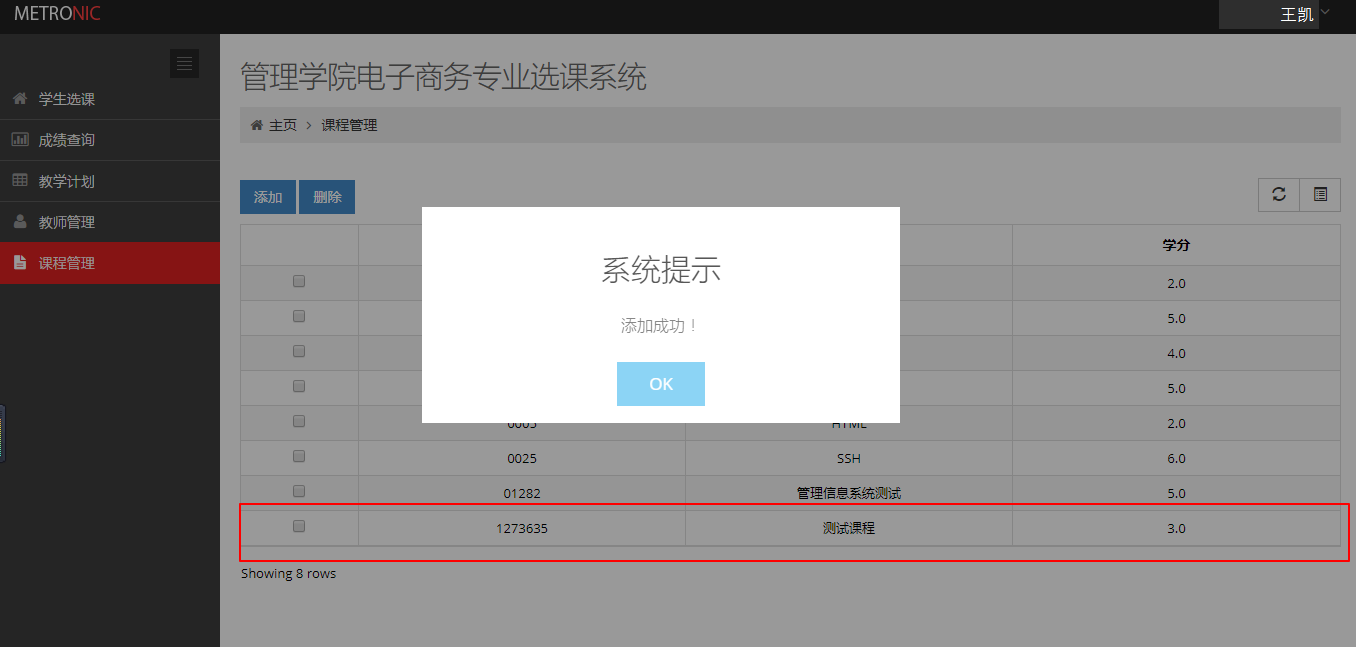 METRONIC
王凯
学生选课
成绩查询
教学计划
教师管理
课程管理
管理学院电子商务专业选课系统
主页 > 课程管理
添加 删除
学分
2.0
5.0
4.0
5.0
系统提示
添加成功！
OK
0005 HTML 2.0
0025 SSH 6.0
01282 管理信息系统测试 5.0
1273635 测试课程 3.0
Showing 8 rows